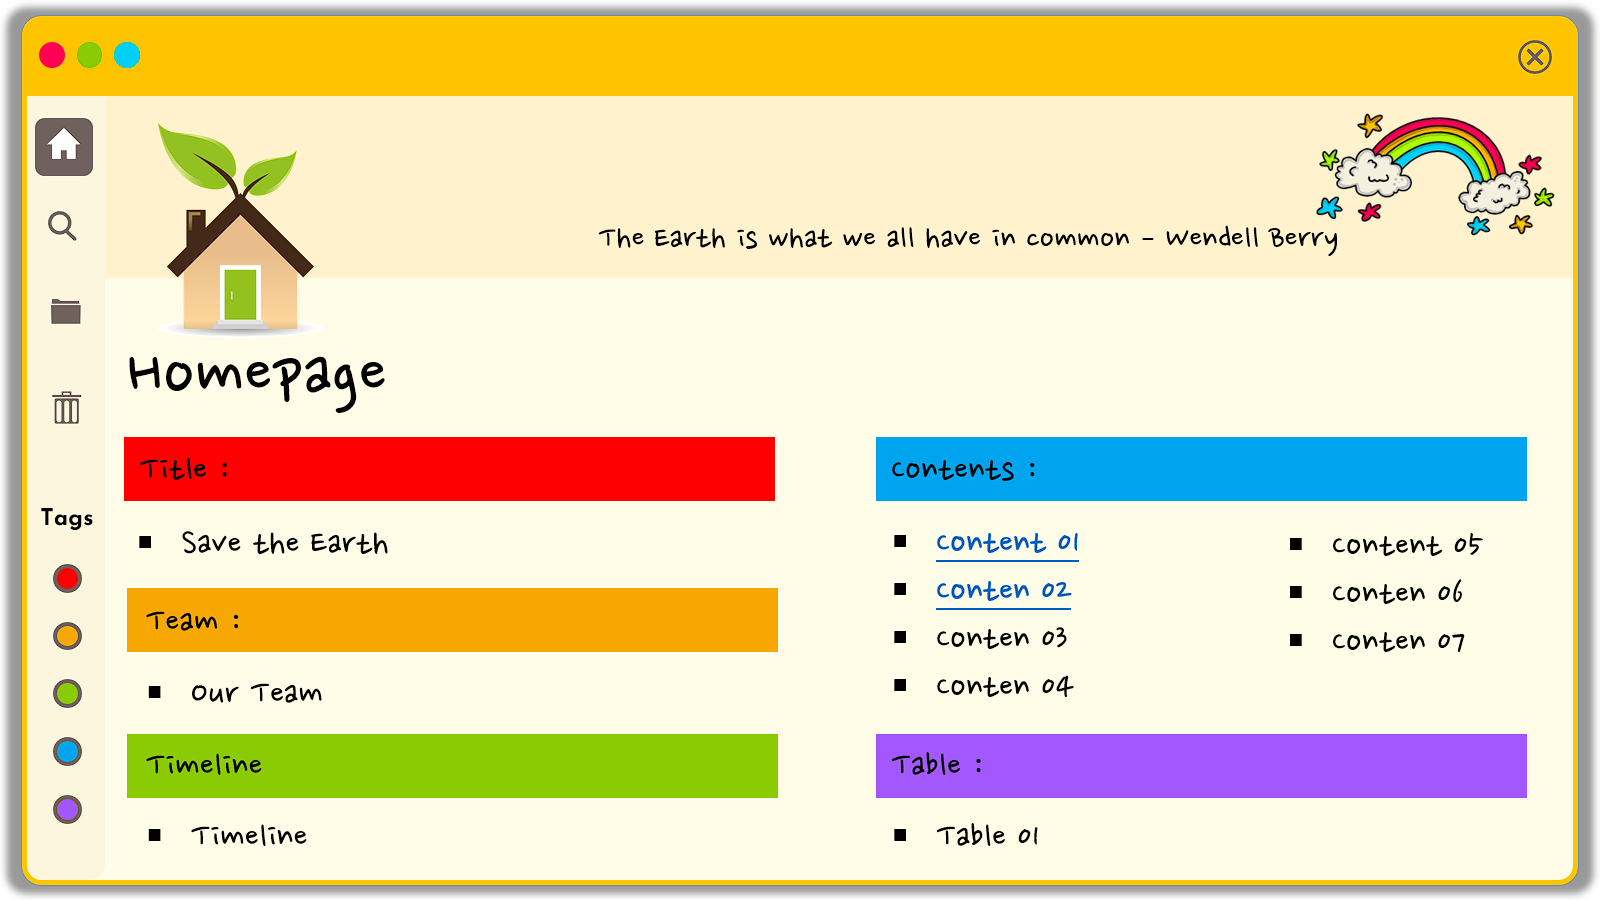 The Earth is what we all have in common - Wendell Berry
Homepage
Tags
Title :
Save the Earth
Team :
Our Team
Timeline
Timeline
Contents :
Content 01
Conten 02
Conten 03
Conten 04
Content 05
Conten 06
Conten 07
Table :
Table 01